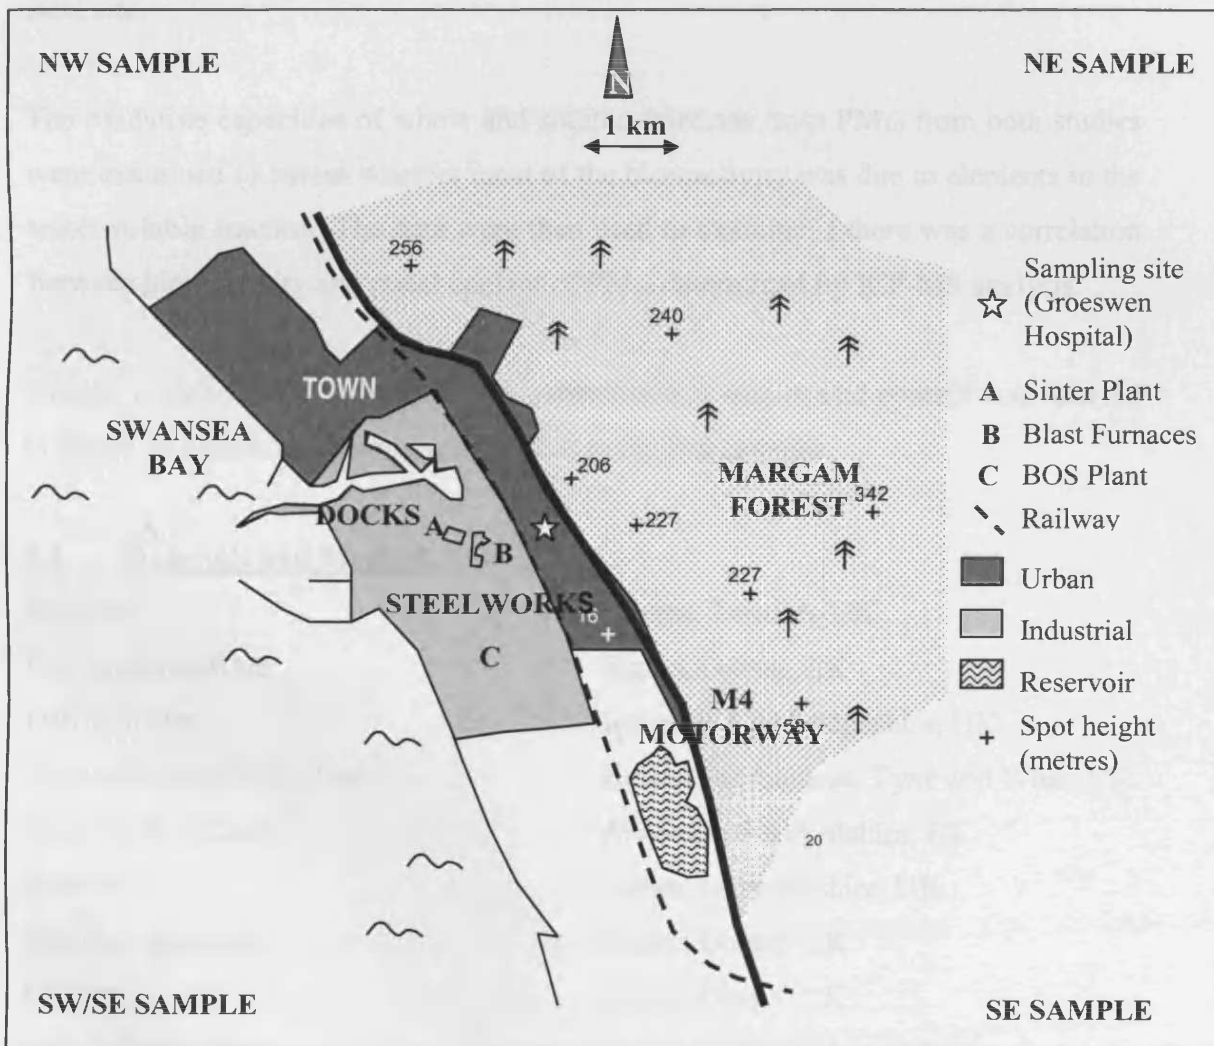 NW SAMPLE
NE SAMPLE
N
1 km
256
240
TOWN
SWANSEA
BAY
206
MARGAM
FOREST
342
DOCKS
A
B
227
227
STEELWORKS
16
C
M4
MOTORWAY
58
20
SW/SE SAMPLE
SE SAMPLE
Sampling site
(Groeswen
Hospital)
A Sinter Plant
B Blast Furnaces
C BOS Plant
Railway
Urban
Industrial
Reservoir
Spot height
(metres)